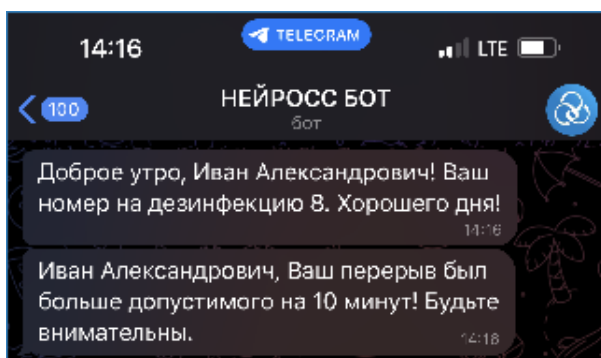 14:16
TELEGRAM
LTE
100
НЕЙРОСС БОТ
бот
Доброе утро, Иван Александрович! Ваш
номер на дезинфекцию 8. Хорошего дня!
14:16
Иван Александрович, Ваш перерыв был
больше допустимого на 10 минут! Будьте
внимательны.
14:16